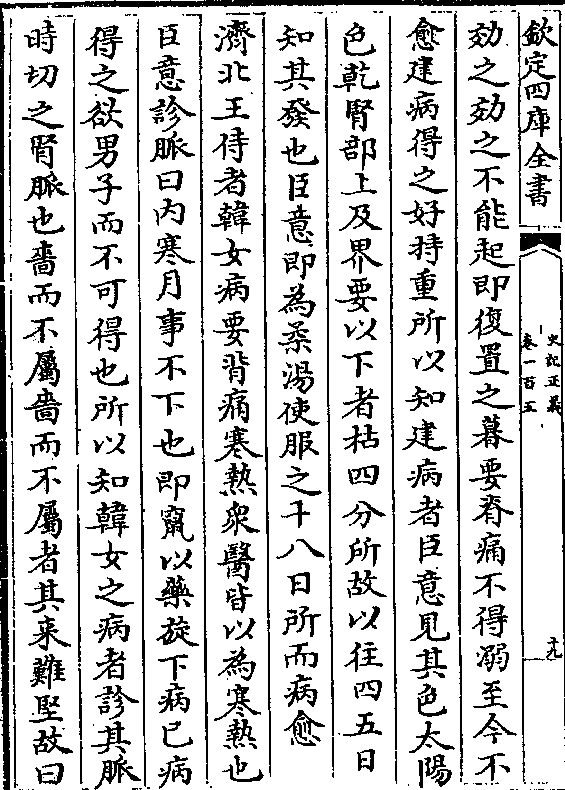 欽定四庫全書
史記正義
卷一百五
十九
効之効之不能起即復置之暮要脊痛不得溺至今不
愈建病得之好持重所以知建病者臣意見其色太陽
色乾腎部上及界要以下者枯四分所故以往四五日
知其發也臣意即為柔湯使服之十八日所而病愈
濟北王侍者韓女病要背痛寒熱衆醫皆以為寒熱也
臣意診脈曰内寒月事不下也即竄以藥旋下病已病
得之欲男子而不可得也所以知韓女之病者診其脈
時切之腎脈也嗇而不屬嗇而不屬者其来難堅故曰